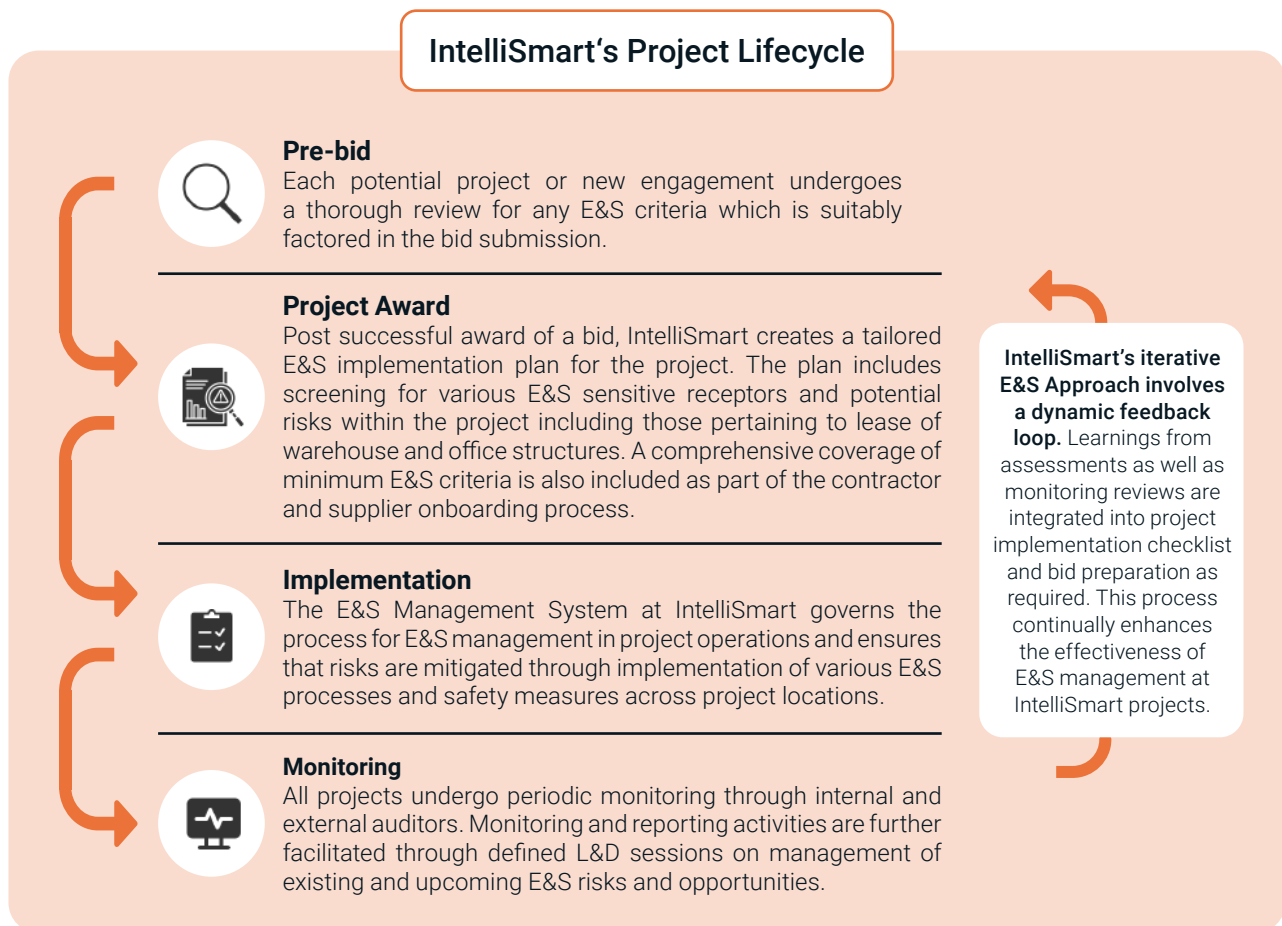 IntelliSmart‘s Project Lifecycle
Pre-bid
Each potential project or new engagement undergoes
a thorough review for any E&S criteria which is suitably
factored in the bid submission.
Project Award
Post successful award of a bid, IntelliSmart creates a tailored
E&S implementation plan for the project. The plan includes
screening for various E&S sensitive receptors and potential
risks within the project including those pertaining to lease of
warehouse and office structures. A comprehensive coverage of
minimum E&S criteria is also included as part of the contractor
and supplier onboarding process.
Implementation
The E&S Management System at IntelliSmart governs the
process for E&S management in project operations and ensures
that risks are mitigated through implementation of various E&S
processes and safety measures across project locations.
Monitoring
All projects undergo periodic monitoring through internal and
external auditors. Monitoring and reporting activities are further
facilitated through defined L&D sessions on management of
existing and upcoming E&S risks and opportunities.
IntelliSmart’s iterative
E&S Approach involves
a dynamic feedback
loop. Learnings from
assessments as well as
monitoring reviews are
integrated into project
implementation checklist
and bid preparation as
required. This process
continually enhances
the effectiveness of
E&S management at
IntelliSmart projects.